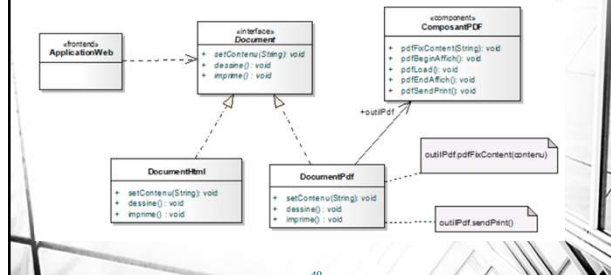 «frontend»
ApplicationWeb
«interface»
Document
+ setContenu(String): void
+ dessine(): void
+ imprime(): void
«component»
ComposantPDF
+ pdfFixContent(String): void
+ pdfBeginAffich(): void
+ pdfLoad(): void
+ pdfEndAffich(): void
+ pdfSendPrint(): void
+outilPdf
DocumentHtml
+ setContenu(String): void
+ dessine(): void
+ imprime(): void
DocumentPdf
+ setContenu(String): void
+ dessine(): void
+ imprime(): void
outilPdf.pdfFixContent(contenu)
outilPdf.sendPrint()